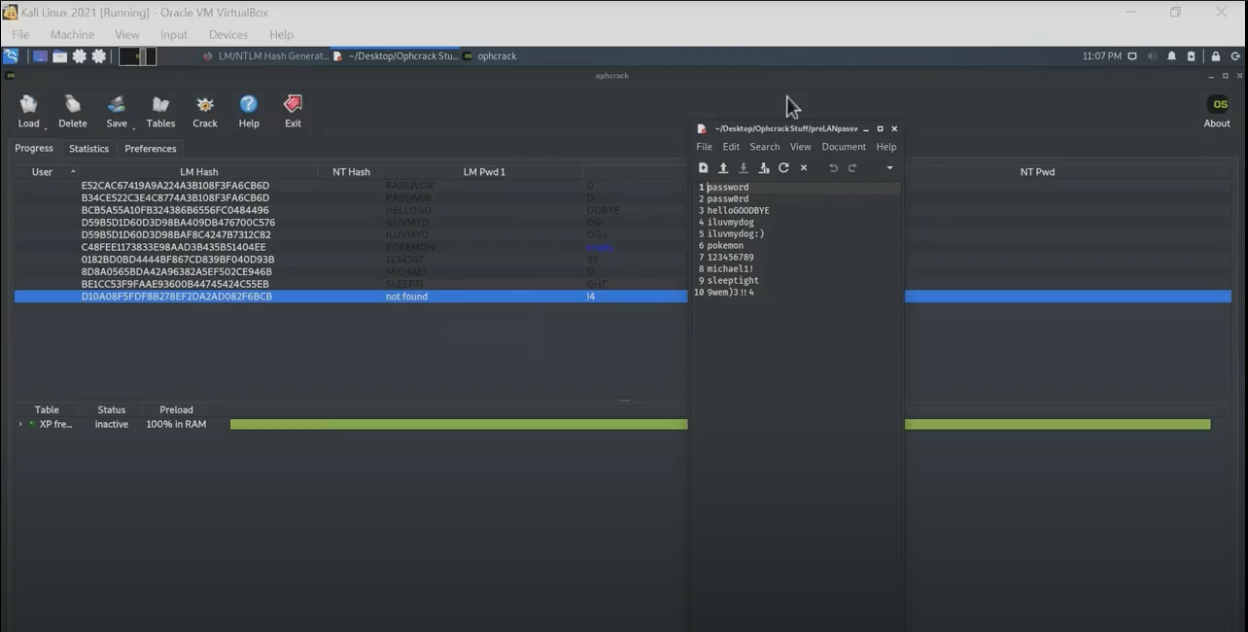 Kali Linux 2021 [Running] - Oracle VM VirtualBox
File Machine View Input Devices Help
LM/NTLM Hash Generat... ~/Desktop/Ophcrack Stu... ophcrack 11:07 PM
ophcrack
Load Delete Save Tables Crack Help Exit OS About
Progress Statistics Preferences
User LM Hash NT Hash LM Pwd 1 NT Pwd
E52CAC67419A9A224A3B108F3FA6CB6D PASSWOR D
B34CE522C3E4C8774A3B108F3FA6CB6D PASSW0R D
BCB5A55A10FB324386B6556FC0484496 HELLOGO ODBYE
D59B5D1D60D3D98BA409DB476700C576 ILUVMYD OG
D59B5D1D60D3D98BAF8C4247B7312C82 ILUVMYD OG:)
C48FEE1173833E98AAD3B435B51404EE POKEMON
0182BD0BD4444BF867CD839BF040D93B 1234567 89
8D8A0565BDA42A96382A5EF502CE946B MICHAEL 1!
BE1CC53F9FAAE93600B44745424C55EB SLEEPTI GHT
D10A08F5FDF8B278EF2DA2AD082F6BCB not found !4
~/Desktop/Ophcrack Stuff/preLANpassv
File Edit Search View Document Help
1 password
2 passw0rd
3 helloGOODBYE
4 iluvmydog
5 iluvmydog:)
6 pokemon
7 123456789
8 michael1!
9 sleeptight
10 9wem)3!!4
Table Status Preload
XP fre... inactive 100% in RAM